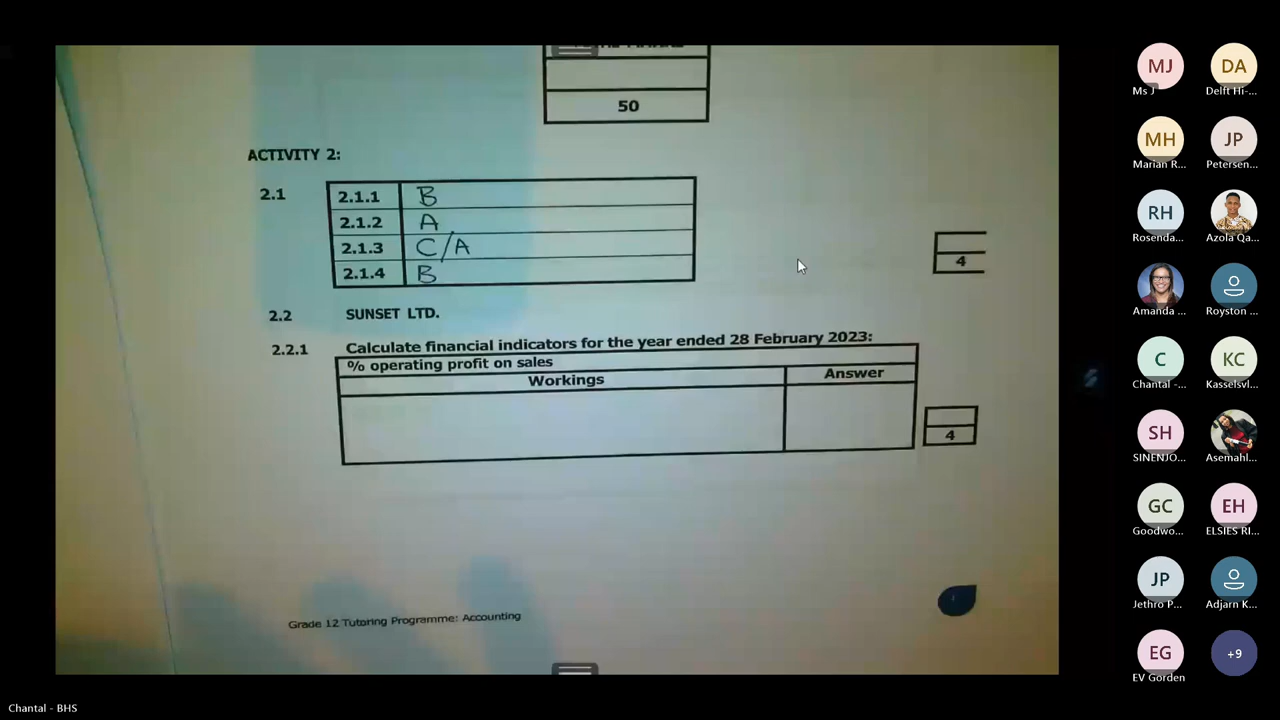 50
ACTIVITY 2:
2.1
2.1.1 B
2.1.2 A
2.1.3 C/A
2.1.4 B
4
2.2 SUNSET LTD.
2.2.1 Calculate financial indicators for the year ended 28 February 2023:
% operating profit on sales
Workings Answer
4
Grade 12 Tutoring Programme: Accounting
MJ DA
Ms J Delft Hi-...
MH JP
Marian R... Petersen...
RH
Rosenda... Azola Qa...
Amanda ... Royston ...
C KC
Chantal -... Kasselsvl...
SH
SINENJO... Asemahl...
GC EH
Goodwo... ELSIES RI...
JP
Jethro P... Adjarn K...
EG +9
EV Gorden
Chantal - BHS